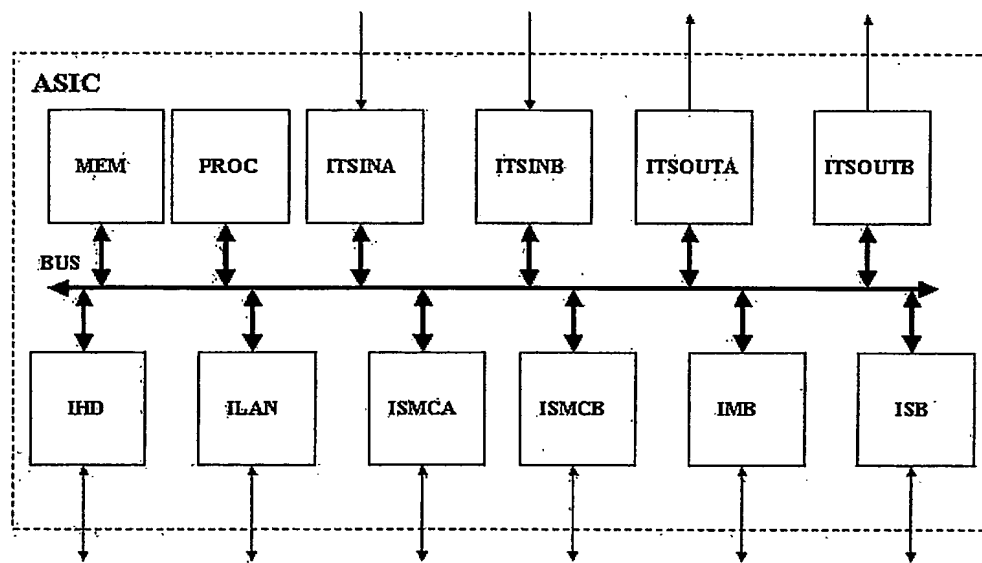 ASIC
MEM
PROC
ITSINA
ITSINB
ITSOUTA
ITSOUTB
BUS
IHD
ILAN
ISMCA
ISMCB
IMB
ISB